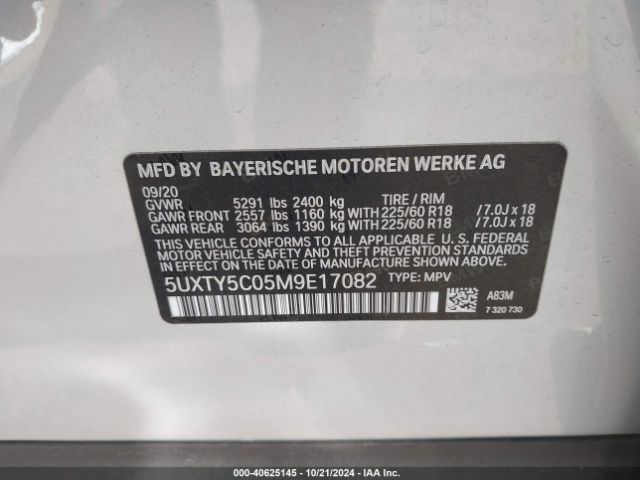 MFD BY BAYERISCHE MOTOREN WERKE AG
09/20
GVWR 5291 lbs 2400 kg TIRE / RIM
GAWR FRONT 2557 lbs 1160 kg WITH 225/60 R18 / 7.0J x 18
GAWR REAR 3064 lbs 1390 kg WITH 225/60 R18 / 7.0J x 18
THIS VEHICLE CONFORMS TO ALL APPLICABLE U. S. FEDERAL
MOTOR VEHICLE SAFETY AND THEFT PREVENTION STANDARDS
IN EFFECT ON THE DATE OF MANUFACTURE SHOWN ABOVE.
5UXTY5C05M9E17082 TYPE: MPV
A83M
7 320 730
000-40625145 - 10/21/2024 - IAA Inc.